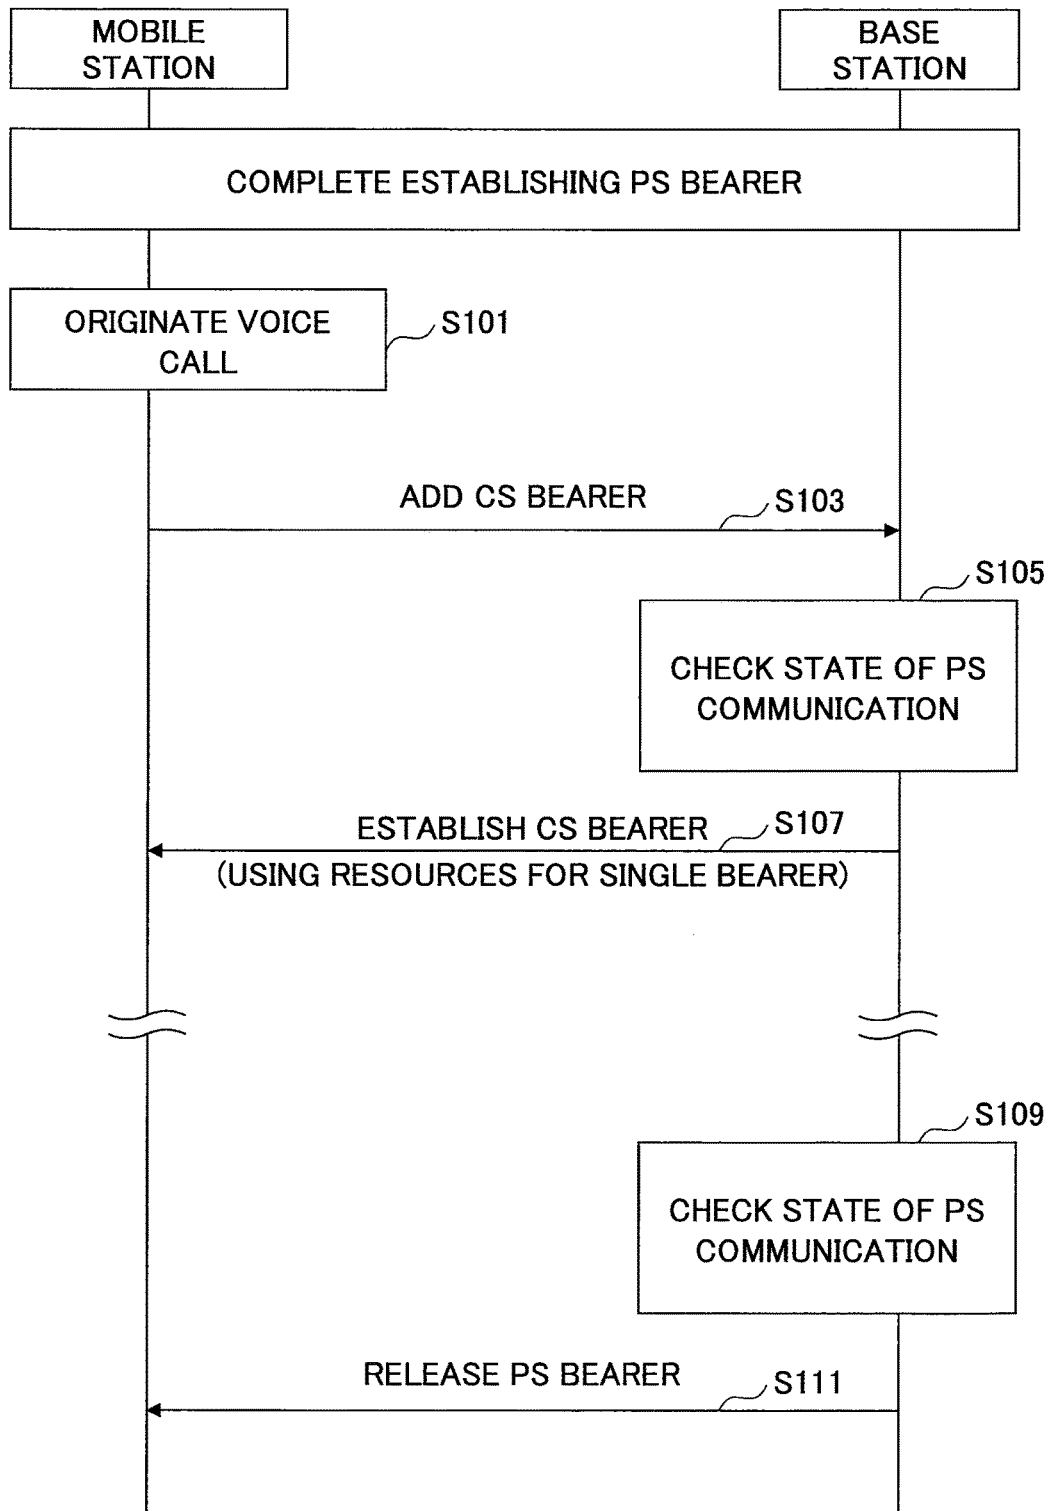 MOBILE
STATION
BASE
STATION
COMPLETE ESTABLISHING PS BEARER
ORIGINATE VOICE
CALL
S101
ADD CS BEARER
S103
S105
CHECK STATE OF PS
COMMUNICATION
ESTABLISH CS BEARER
S107
(USING RESOURCES FOR SINGLE BEARER)
S109
CHECK STATE OF PS
COMMUNICATION
RELEASE PS BEARER
S111